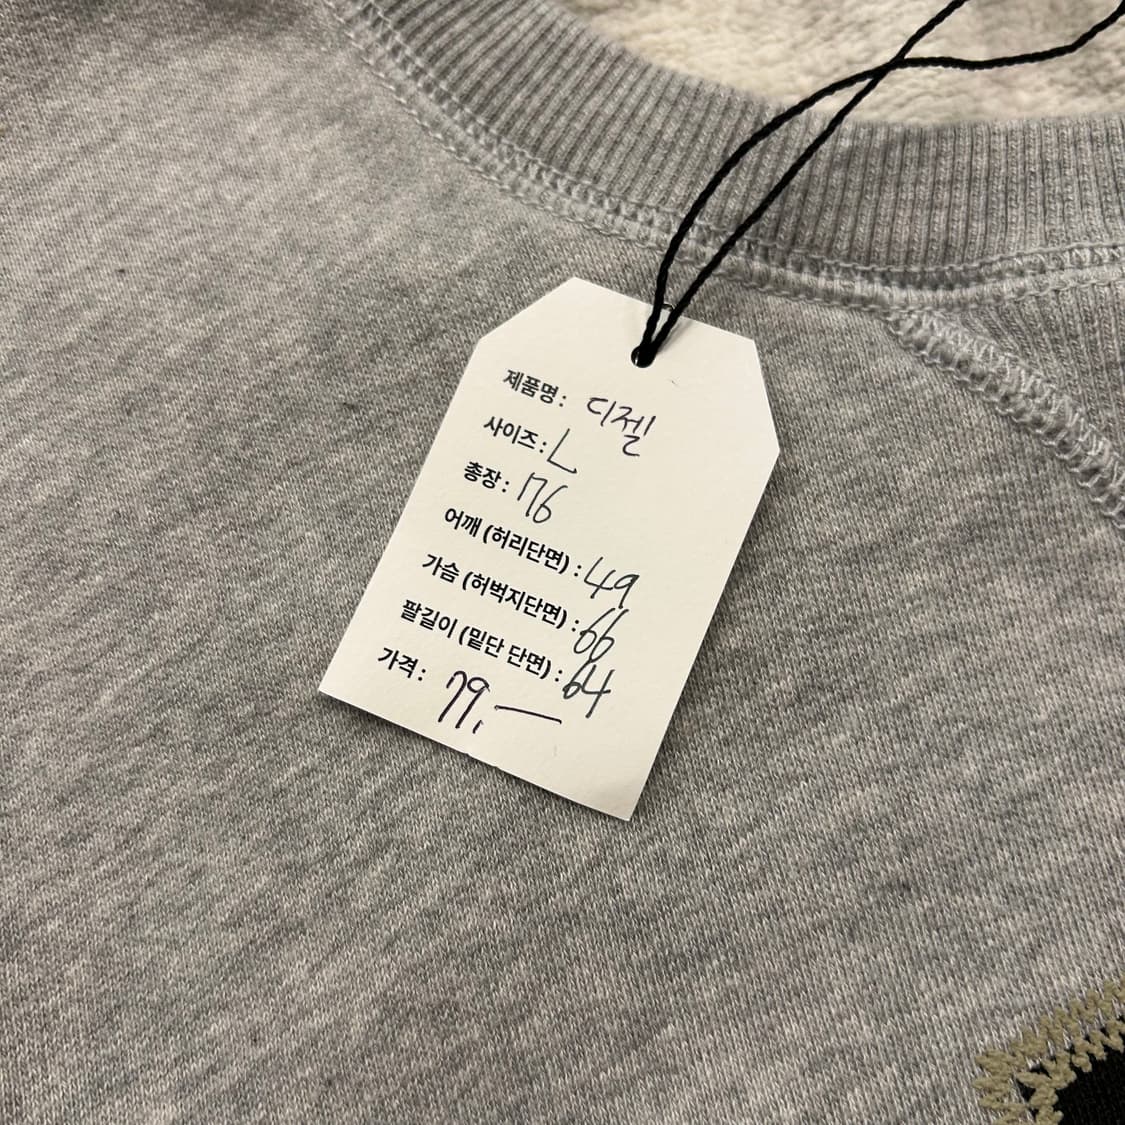 제품명: 디젤
사이즈: L
총장: 76
어깨 (허리단면) : 49
가슴 (허벅지단면) : 66
팔길이 (밑단 단면) : 64
가격: 79,—